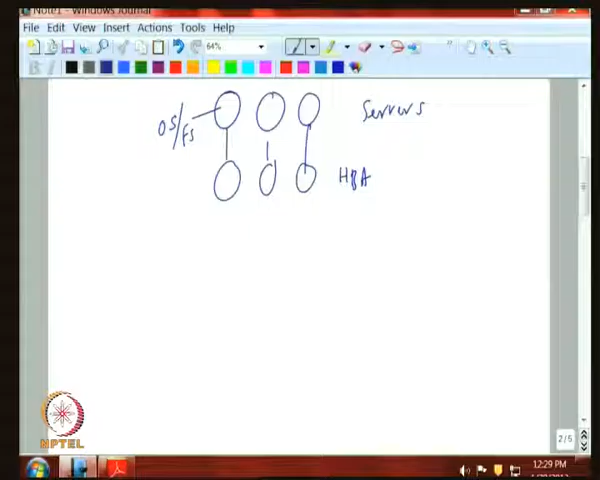 Note1 - Windows Journal
File Edit View Insert Actions Tools Help
64%
B I
OS/FS
Servers
HBA
NPTEL
2/5
12:29 PM